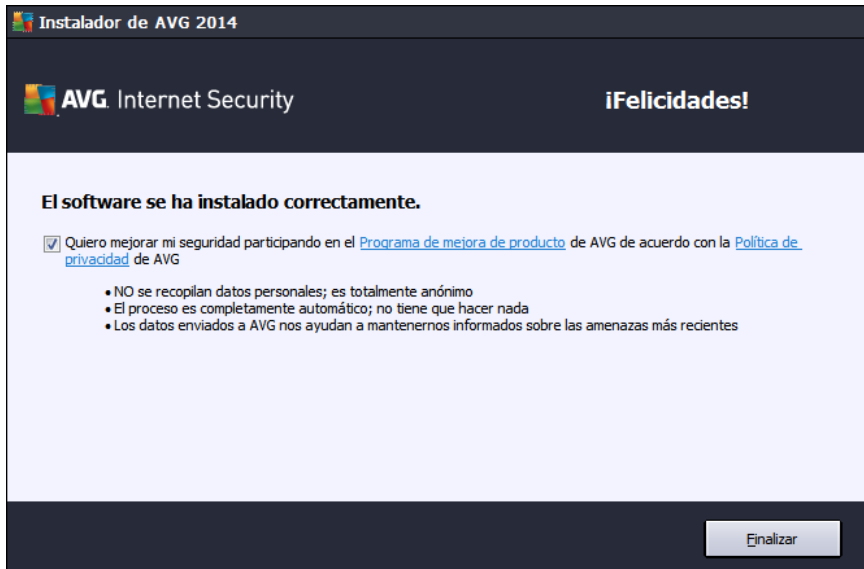 Instalador de AVG 2014
AVG. Internet Security
¡Felicidades!
El software se ha instalado correctamente.
Quiero mejorar mi seguridad participando en el Programa de mejora de producto de AVG de acuerdo con la Política de
privacidad de AVG
• NO se recopilan datos personales; es totalmente anónimo
• El proceso es completamente automático; no tiene que hacer nada
• Los datos enviados a AVG nos ayudan a mantenernos informados sobre las amenazas más recientes
Finalizar